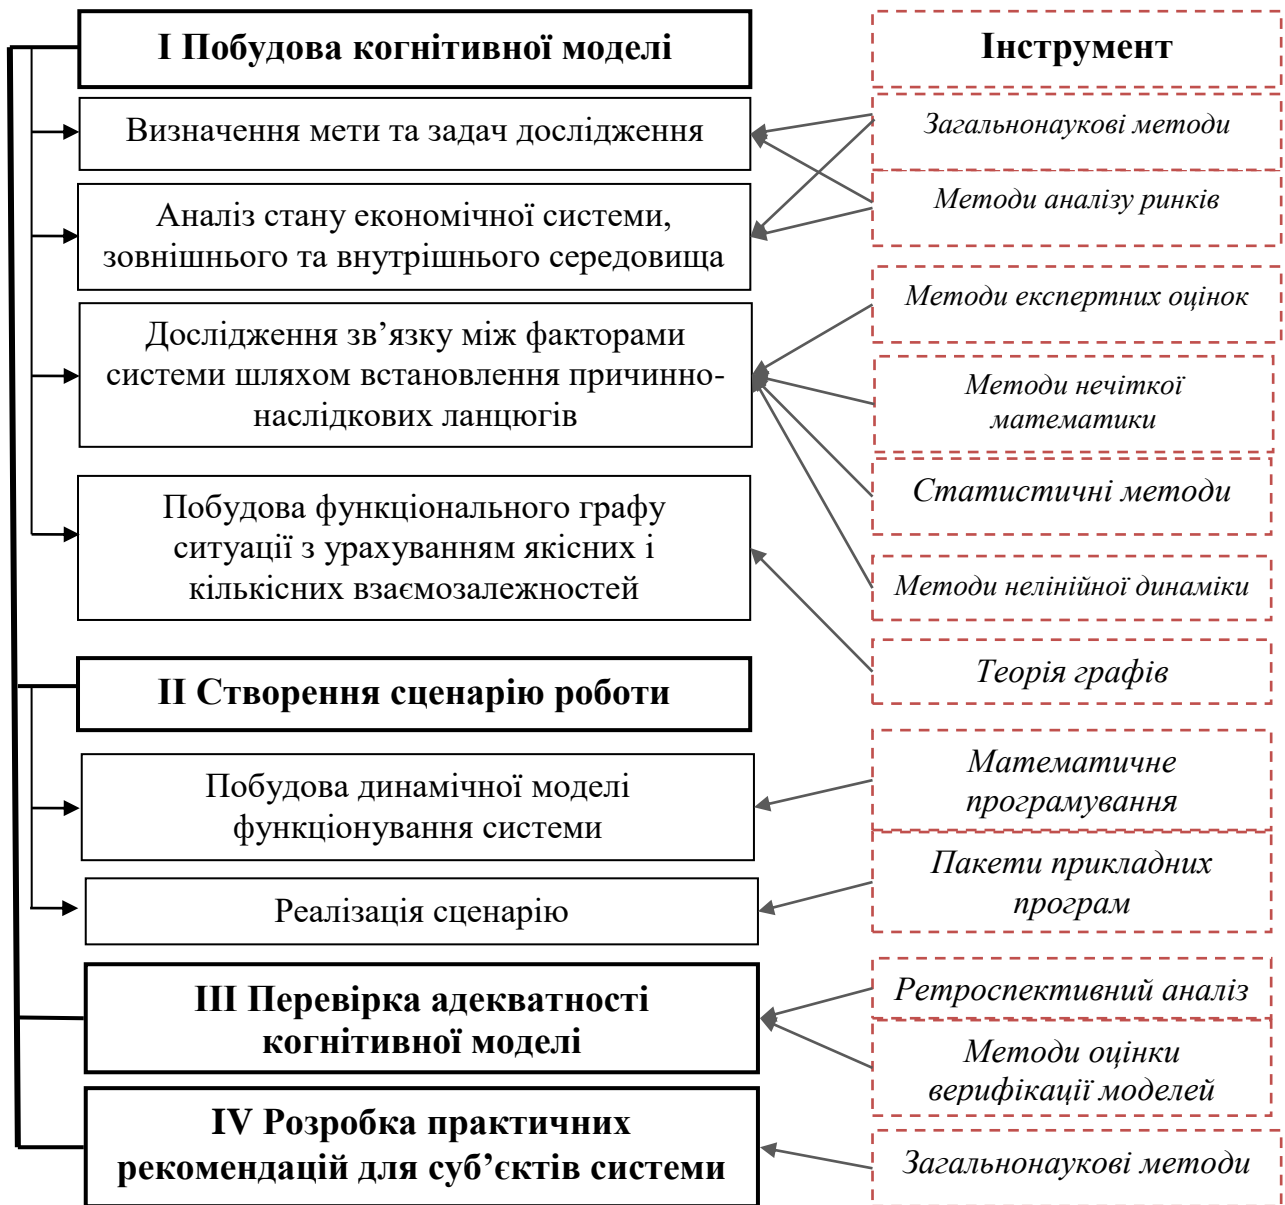 І Побудова когнітивної моделі
Інструмент
Визначення мети та задач дослідження
Загальнонаукові методи
Аналіз стану економічної системи,
зовнішнього та внутрішнього середовища
Методи аналізу ринків
Дослідження зв’язку між факторами
системи шляхом встановлення причинно-
наслідкових ланцюгів
Методи експертних оцінок
Методи нечіткої
математики
Статистичні методи
Побудова функціонального графу
ситуації з урахуванням якісних і
кількісних взаємозалежностей
Методи нелінійної динаміки
Теорія графів
ІІ Створення сценарію роботи
Побудова динамічної моделі
функціонування системи
Математичне
програмування
Реалізація сценарію
Пакети прикладних
програм
ІІІ Перевірка адекватності
когнітивної моделі
Ретроспективний аналіз
Методи оцінки
верифікації моделей
IV Розробка практичних
рекомендацій для суб’єктів системи
Загальнонаукові методи